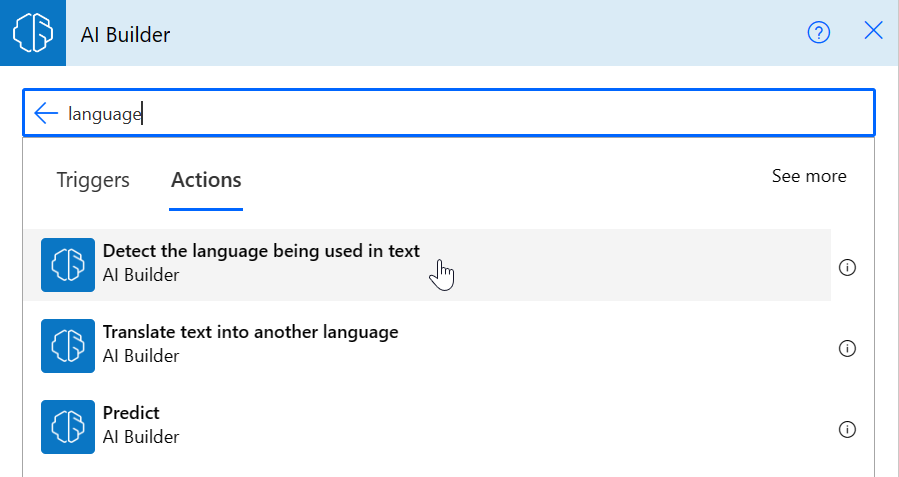 AI Builder
language
Triggers Actions See more
Detect the language being used in text
AI Builder
Translate text into another language
AI Builder
Predict
AI Builder